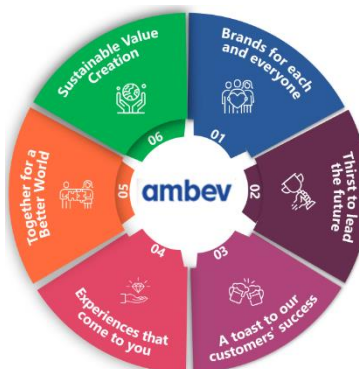 Brands for each
and everyone
01
Thirst to lead
the future
02
A toast to our
customers' success
03
Experiences that
come to you
04
Together for a
Better World
05
Sustainable Value
Creation
06
ambev